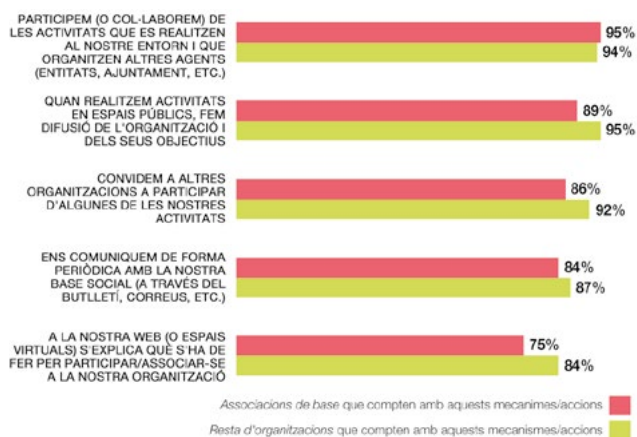 PARTICIPEM (O COL·LABOREM) DE
LES ACTIVITATS QUE ES REALITZEN
AL NOSTRE ENTORN I QUE
ORGANITZEN ALTRES AGENTS
(ENTITATS, AJUNTAMENT, ETC.)
95%
94%
QUAN REALITZEM ACTIVITATS
EN ESPAIS PÚBLICS, FEM
DIFUSIÓ DE L'ORGANITZACIÓ I
DELS SEUS OBJECTIUS
89%
95%
CONVIDEM A ALTRES
ORGANITZACIONS A PARTICIPAR
D'ALGUNES DE LES NOSTRES
ACTIVITATS
86%
92%
ENS COMUNIQUEM DE FORMA
PERIÒDICA AMB LA NOSTRA
BASE SOCIAL (A TRAVÉS DEL
BUTLLETÍ, CORREUS, ETC.)
84%
87%
A LA NOSTRA WEB (O ESPAIS
VIRTUALS) S'EXPLICA QUÈ S'HA DE
FER PER PARTICIPAR/ASSOCIAR-SE
A LA NOSTRA ORGANITZACIÓ
75%
84%
Associacions de base que compten amb aquests mecanimes/accions
Resta d'organitzacions que compten amb aquests mecanismes/accions